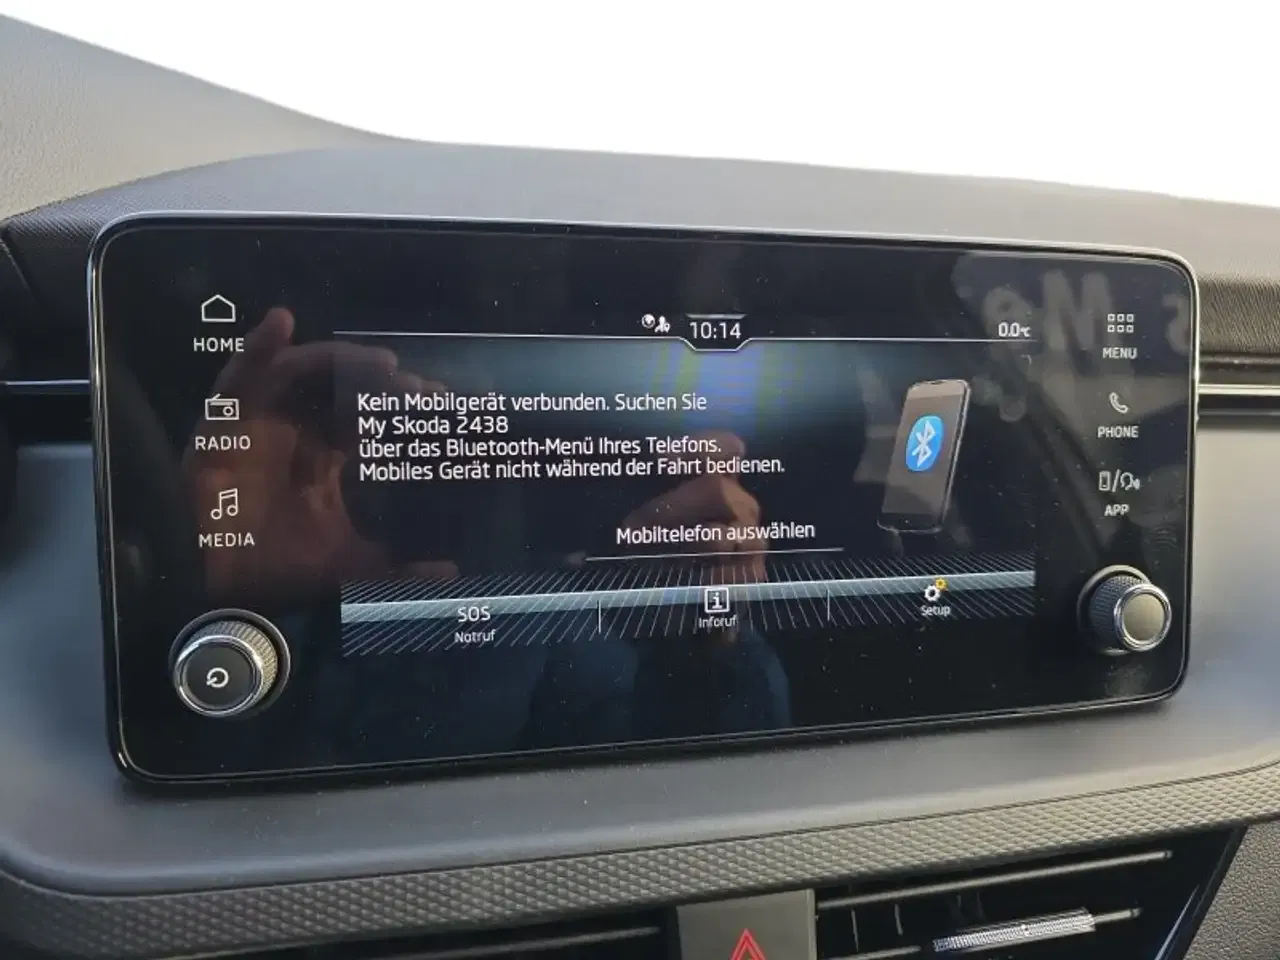 HOME
RADIO
MEDIA
10:14
0.0°C
Kein Mobilgerät verbunden. Suchen Sie
My Skoda 2438
über das Bluetooth-Menü Ihres Telefons.
Mobiles Gerät nicht während der Fahrt bedienen.
Mobiltelefon auswählen
SOS
Notruf
Inforuf
Setup
MENU
PHONE
APP